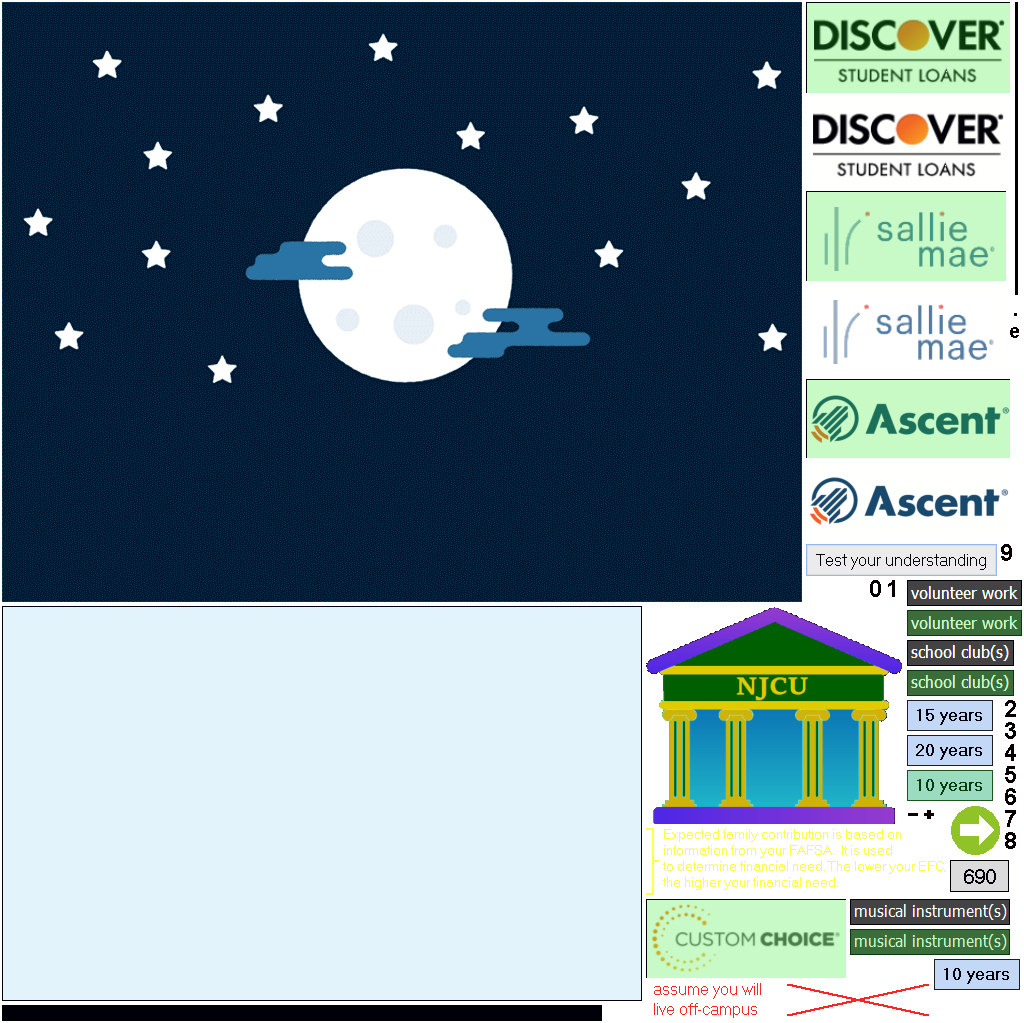 DISCOVER®
STUDENT LOANS
DISCOVER®
STUDENT LOANS
sallie
mae®
sallie
mae®
.
e
Ascent®
Ascent®
Test your understanding
9
0 1
volunteer work
volunteer work
school club(s)
school club(s)
NJCU
15 years
20 years
10 years
2
3
4
5
6
7
8
- +
Expected family contribution is based on
information from your FAFSA. It is used
to determine financial need. The lower your EFC
the higher your financial need
690
CUSTOM CHOICE®
musical instrument(s)
musical instrument(s)
10 years
assume you will
live off-campus